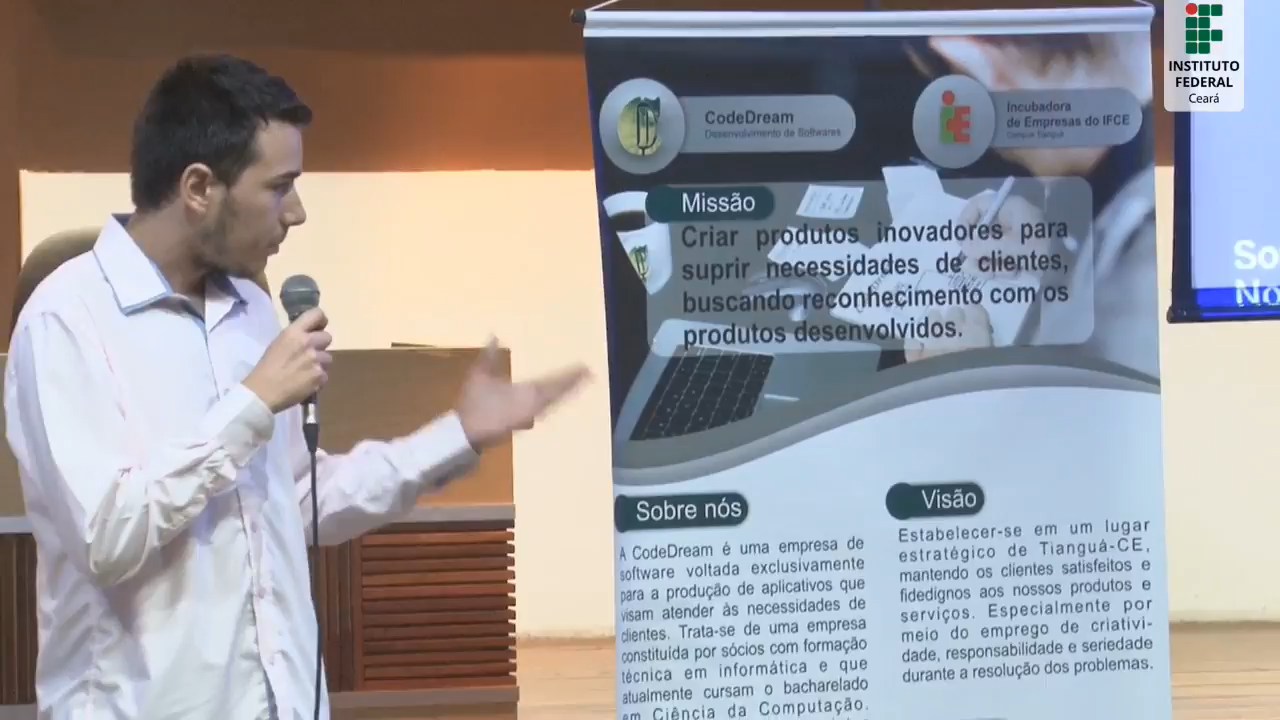 INSTITUTO
FEDERAL
Ceará
CodeDream
Desenvolvimento de Softwares
Incubadora
de Empresas do IFCE
Campus Tianguá
Missão
Criar produtos inovadores para
suprir necessidades de clientes,
buscando reconhecimento com os
produtos desenvolvidos.
So
No
Sobre nós
A CodeDream é uma empresa de
software voltada exclusivamente
para a produção de aplicativos que
visam atender às necessidades de
clientes. Trata-se de uma empresa
constituída por sócios com formação
técnica em informática e que
atualmente cursam o bacharelado
em Ciência da Computação.
Visão
Estabelecer-se em um lugar
estratégico de Tianguá-CE,
mantendo os clientes satisfeitos e
fidedignos aos nossos produtos e
serviços. Especialmente por
meio do emprego de criativi-
dade, responsabilidade e seriedade
durante a resolução dos problemas.